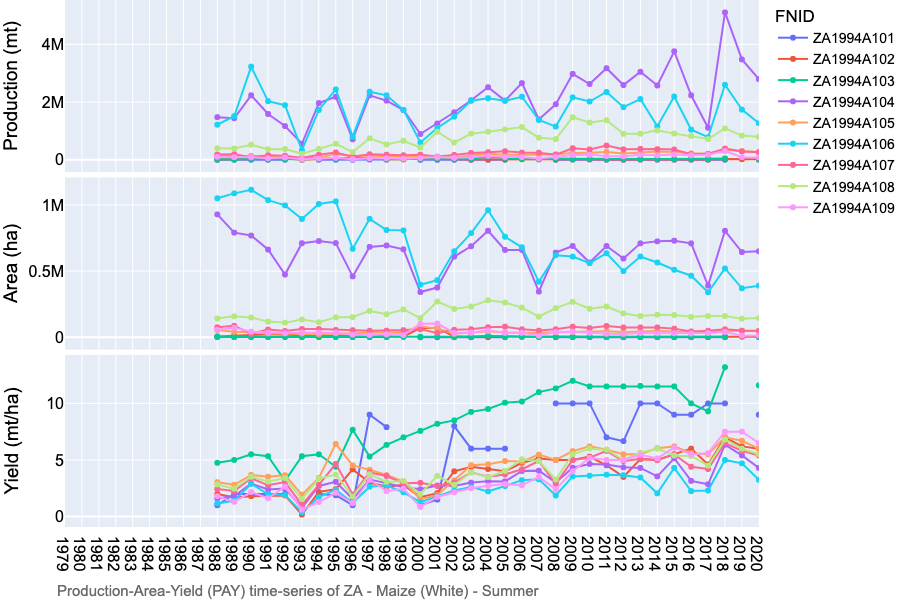 Production (mt)
4M
2M
0
Area (ha)
1M
0.5M
0
Yield (mt/ha)
10
5
0
1979
1980
1981
1982
1983
1984
1985
1986
1987
1988
1989
1990
1991
1992
1993
1994
1995
1996
1997
1998
1999
2000
2001
2002
2003
2004
2005
2006
2007
2008
2009
2010
2011
2012
2013
2014
2015
2016
2017
2018
2019
2020
Production-Area-Yield (PAY) time-series of ZA - Maize (White) - Summer
FNID
ZA1994A101
ZA1994A102
ZA1994A103
ZA1994A104
ZA1994A105
ZA1994A106
ZA1994A107
ZA1994A108
ZA1994A109